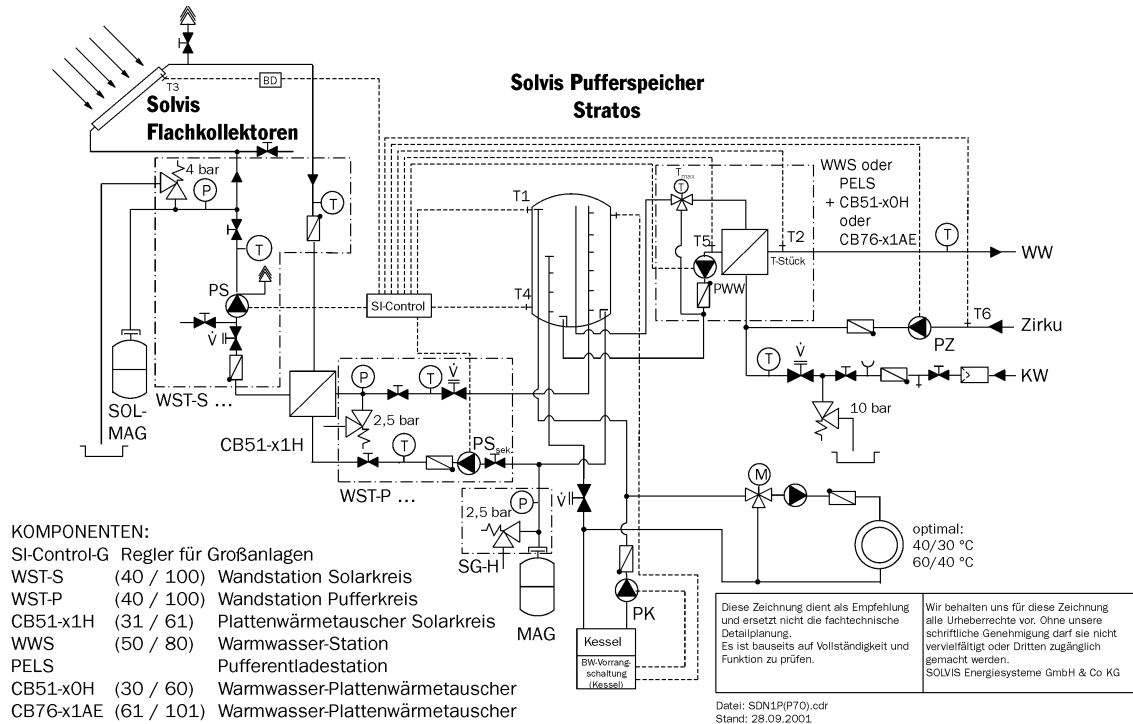 Solvis Pufferspeicher
Stratos
BD
T3
Solvis
Flachkollektoren
4 bar
P
T
T
PS
V̇
WST-S ...
SOL-
MAG
SI-Control
T1
T4
Tmax
T
T5
PWW
T2
T-Stück
WWS oder
PELS
+ CB51-x0H
oder
CB76-x1AE
T
WW
T6
Zirku
PZ
T
V̇
KW
10 bar
CB51-x1H
P
T
V̇
2,5 bar
T
PSsek.
WST-P ...
2,5 bar
P
SG-H
MAG
V̇
PK
Kessel
BW-Vorrang-
schaltung
(Kessel)
M
optimal:
40/30 °C
60/40 °C
KOMPONENTEN:
SI-Control-G Regler für Großanlagen
WST-S (40 / 100) Wandstation Solarkreis
WST-P (40 / 100) Wandstation Pufferkreis
CB51-x1H (31 / 61) Plattenwärmetauscher Solarkreis
WWS (50 / 80) Warmwasser-Station
PELS Pufferentladestation
CB51-x0H (30 / 60) Warmwasser-Plattenwärmetauscher
CB76-x1AE (61 / 101) Warmwasser-Plattenwärmetauscher
Diese Zeichnung dient als Empfehlung
und ersetzt nicht die fachtechnische
Detailplanung.
Es ist bauseits auf Vollständigkeit und
Funktion zu prüfen.
Wir behalten uns für diese Zeichnung
alle Urheberrechte vor. Ohne unsere
schriftliche Genehmigung darf sie nicht
vervielfältigt oder Dritten zugänglich
gemacht werden.
SOLVIS Energiesysteme GmbH & Co KG
Datei: SDN1P(P70).cdr
Stand: 28.09.2001